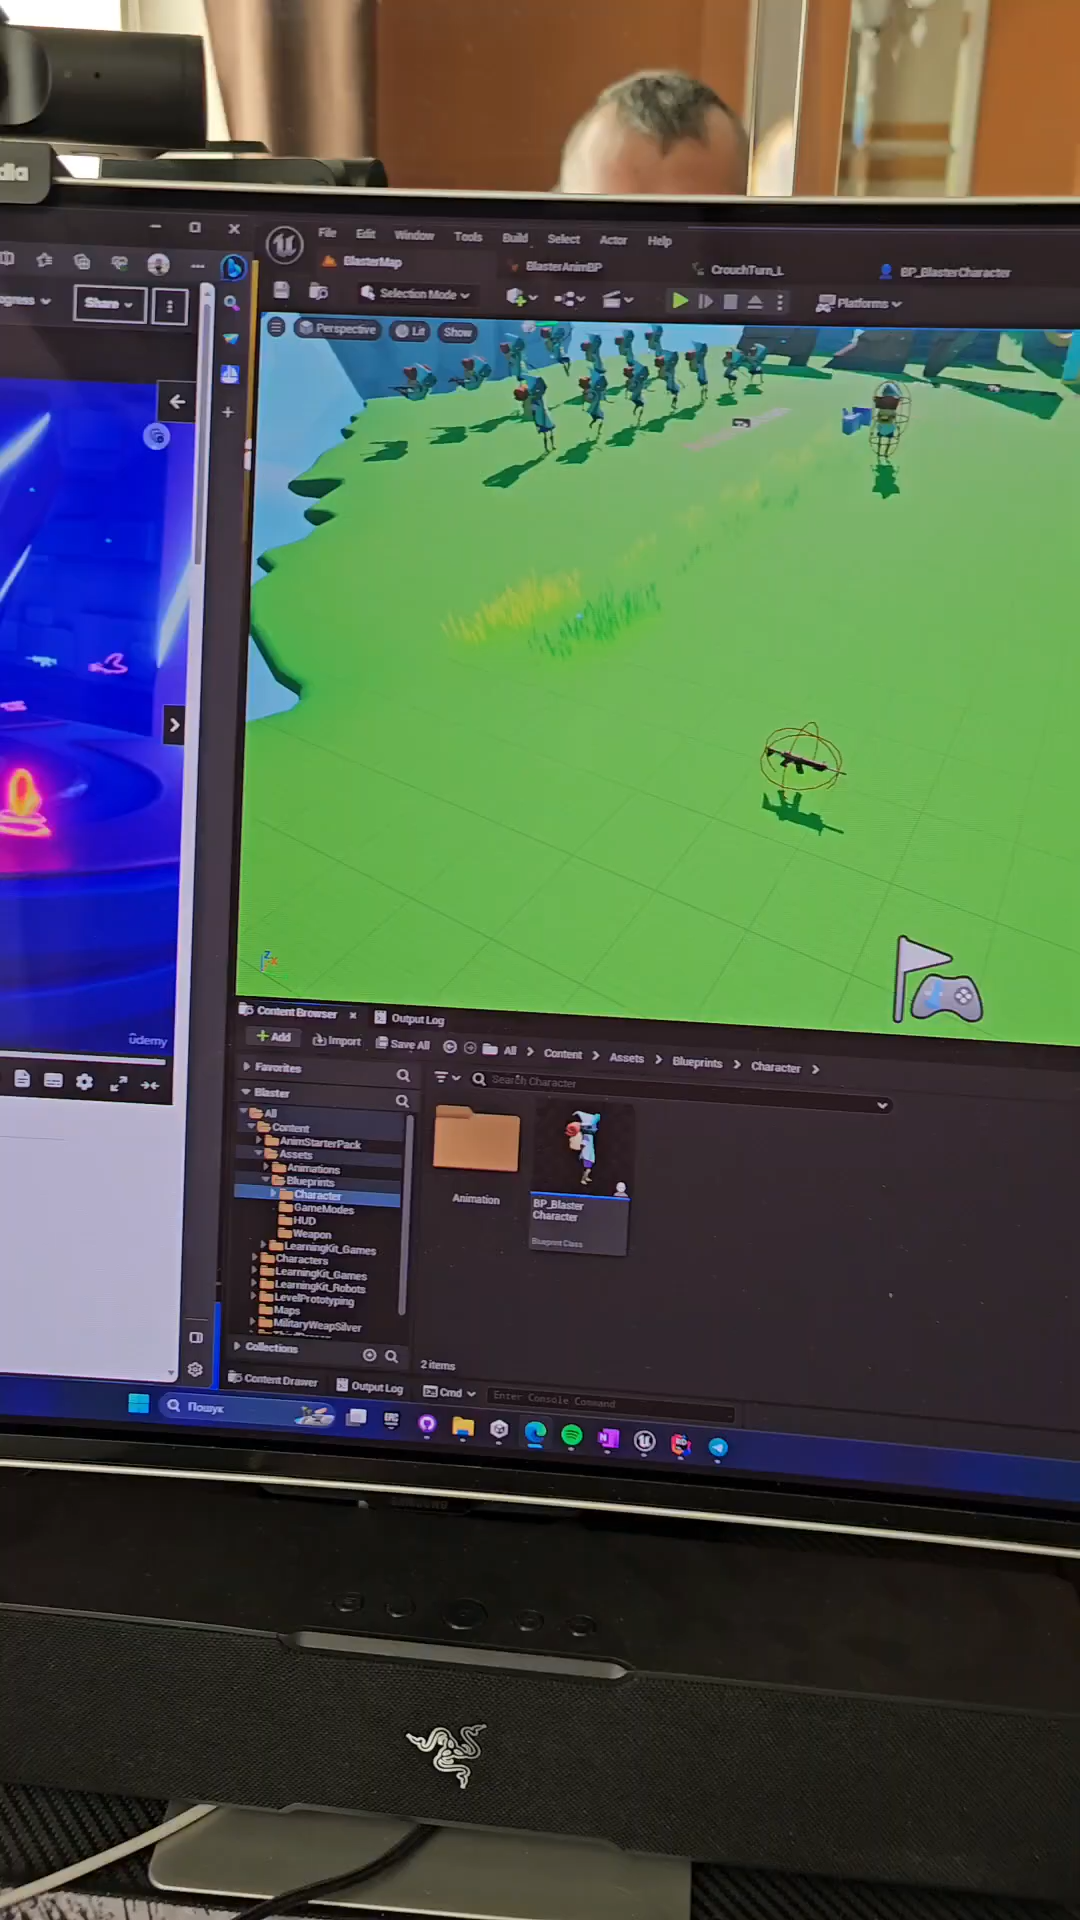 File Edit Window Tools Build Select Actor Help
BlasterMap BlasterAnimBP CrouchTurn_L BP_BlasterCharacter
Share
Selection Mode Platforms
Perspective Lit Show
udemy
Content Browser Output Log
Add Import Save All All Content Assets Blueprints Character
Favorites
Search Character
Blaster
All
Content
AnimStarterPack
Assets
Animations
Blueprints
Character
GameModes
HUD
Weapon
LearningKit_Games
Characters
LearningKit_Games
LearningKit_Robots
LevelPrototyping
Maps
MilitaryWeapSilver
Animation
BP_Blaster
Character
Blueprint Class
Collections
2 items
Content Drawer Output Log Cmd Enter Console Command
Пошук
EPIC
SAMSUNG